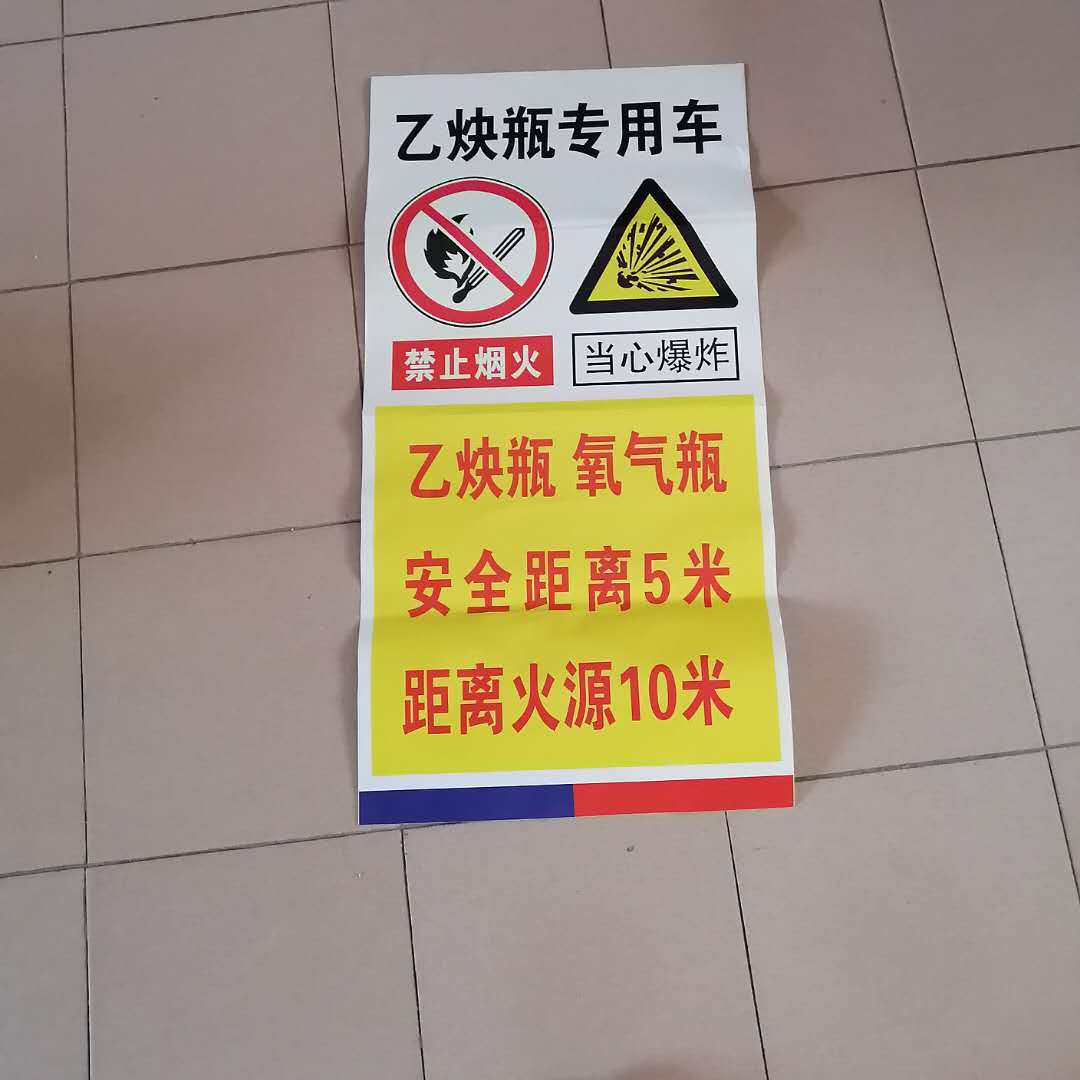 乙炔瓶专用车
禁止烟火
当心爆炸
乙炔瓶 氧气瓶
安全距离5米
距离火源10米